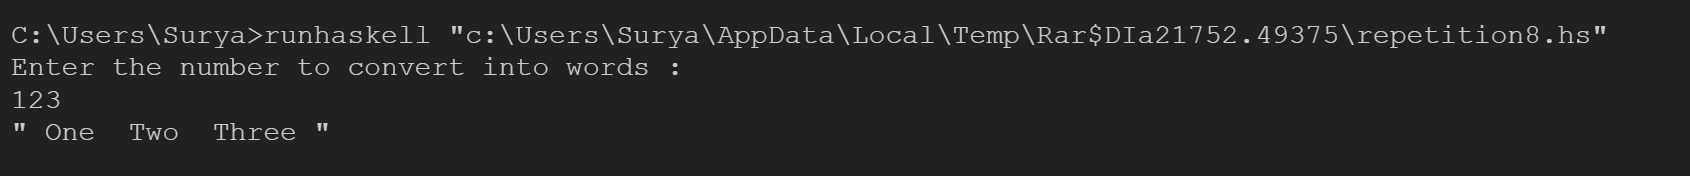 C:\Users\Surya>runhaskell "c:\Users\Surya\AppData\Local\Temp\Rar$DIa21752.49375\repetition8.hs"
Enter the number to convert into words :
123
" One  Two  Three "